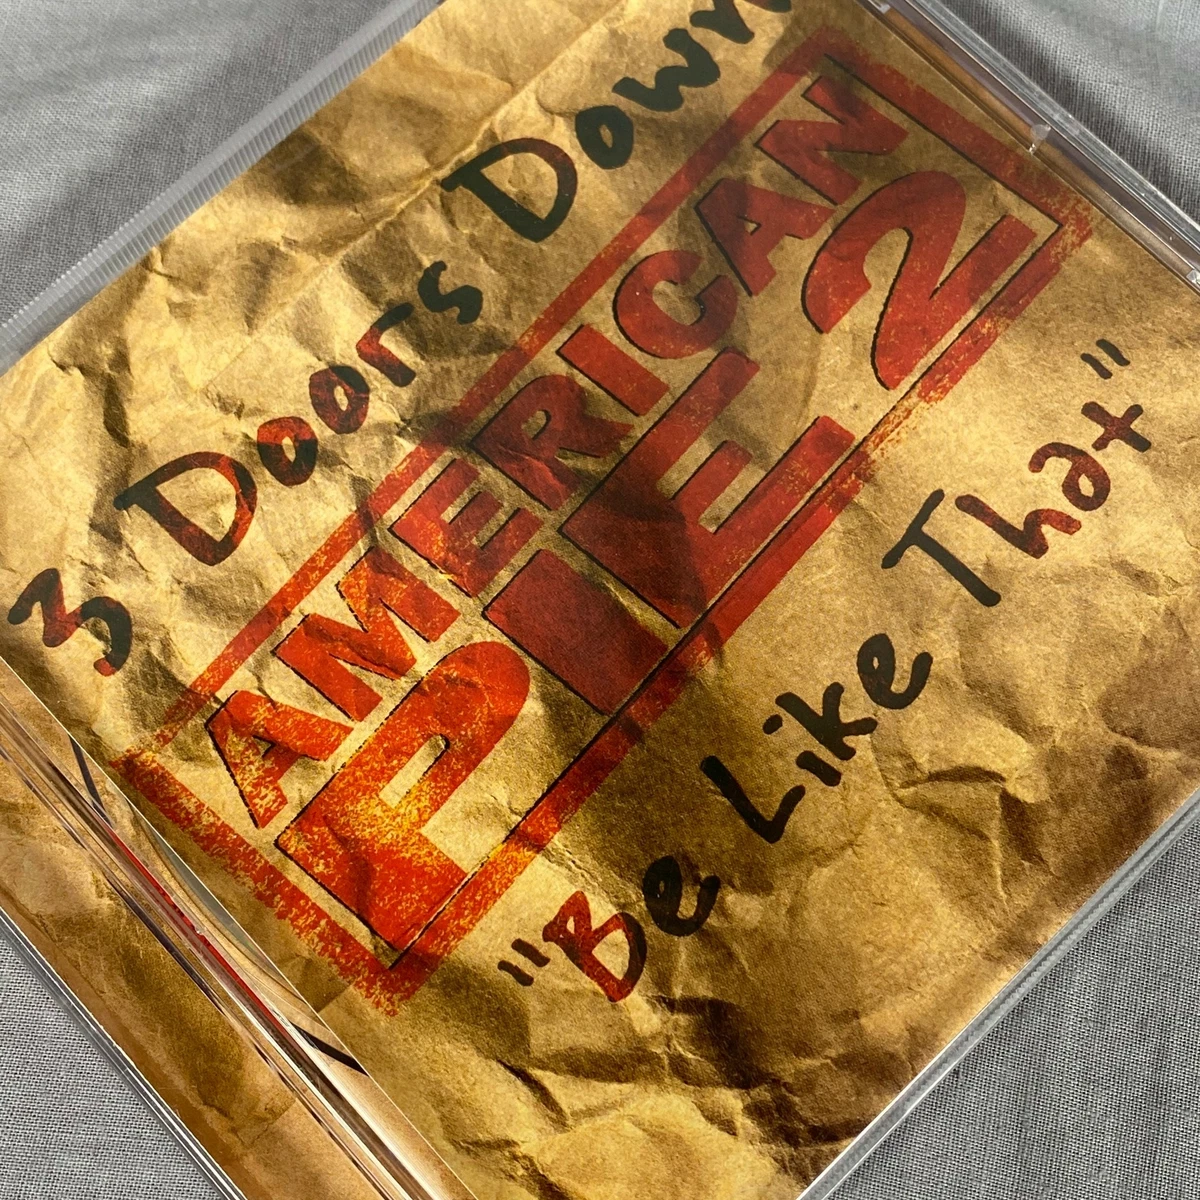 3 Doors Down
AMERICAN
PIE 2
"Be Like That"